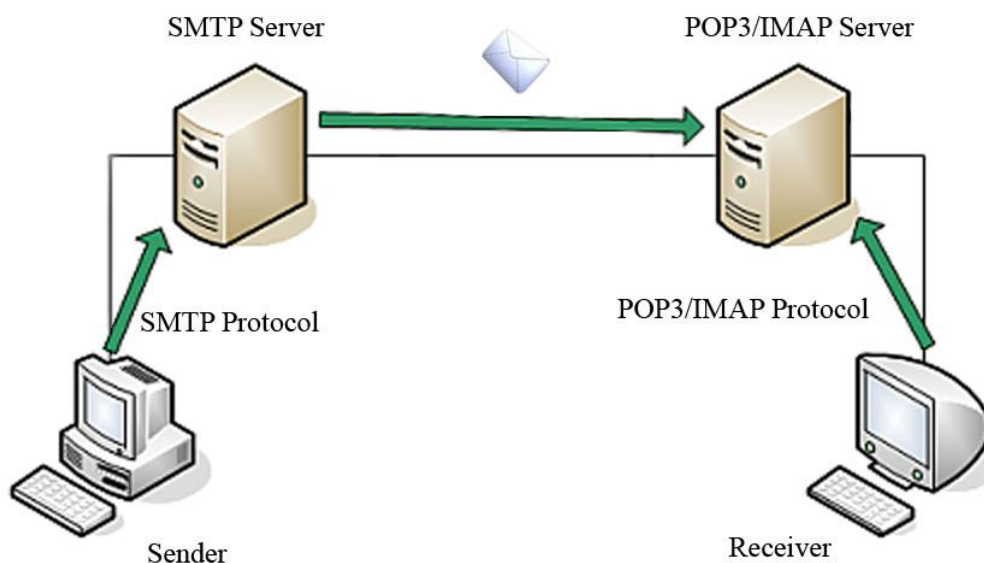 SMTP Server
POP3/IMAP Server
SMTP Protocol
POP3/IMAP Protocol
Sender
Receiver